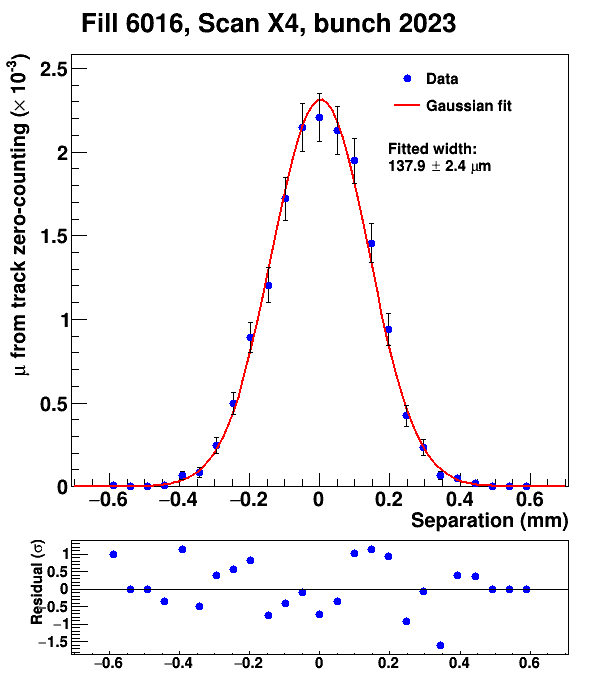 Fill 6016, Scan X4, bunch 2023
μ from track zero-counting (× 10⁻³)
2.5
2
1.5
1
0.5
0
Data
Gaussian fit
Fitted width:
137.9 ± 2.4 μm
−0.6 −0.4 −0.2 0 0.2 0.4 0.6
Separation (mm)
Residual (σ)
1
0.5
0
−0.5
−1
−1.5
−0.6 −0.4 −0.2 0 0.2 0.4 0.6